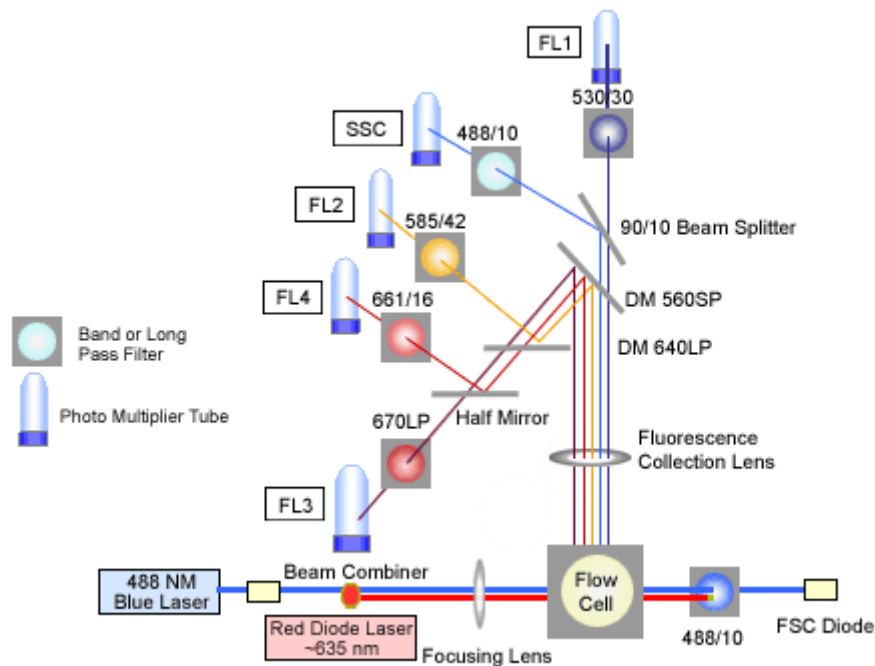 FL1
530/30
SSC
488/10
FL2
585/42
90/10 Beam Splitter
DM 560SP
FL4
661/16
DM 640LP
Band or Long
Pass Filter
Photo Multiplier Tube
Half Mirror
670LP
Fluorescence
Collection Lens
FL3
488 NM
Blue Laser
Beam Combiner
Flow
Cell
FSC Diode
Red Diode Laser
~635 nm
Focusing Lens
488/10